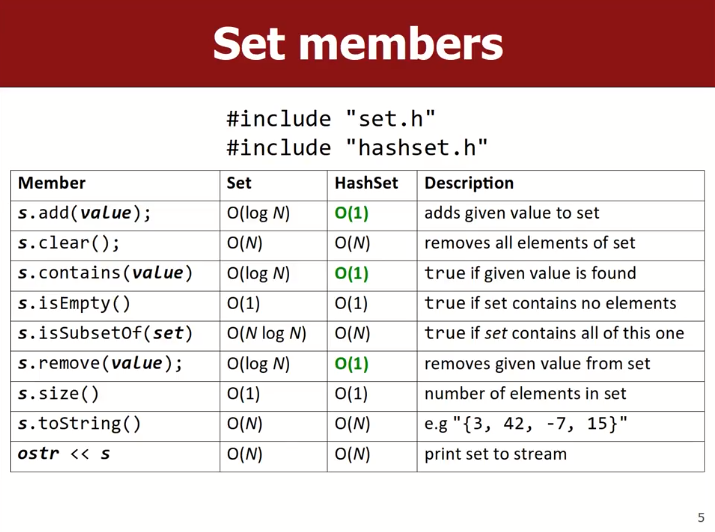 Set members
#include "set.h"
#include "hashset.h"
Member Set HashSet Description
s.add(value); O(log N) O(1) adds given value to set
s.clear(); O(N) O(N) removes all elements of set
s.contains(value) O(log N) O(1) true if given value is found
s.isEmpty() O(1) O(1) true if set contains no elements
s.isSubsetOf(set) O(N log N) O(N) true if set contains all of this one
s.remove(value); O(log N) O(1) removes given value from set
s.size() O(1) O(1) number of elements in set
s.toString() O(N) O(N) e.g "{3, 42, -7, 15}"
ostr << s O(N) O(N) print set to stream
5